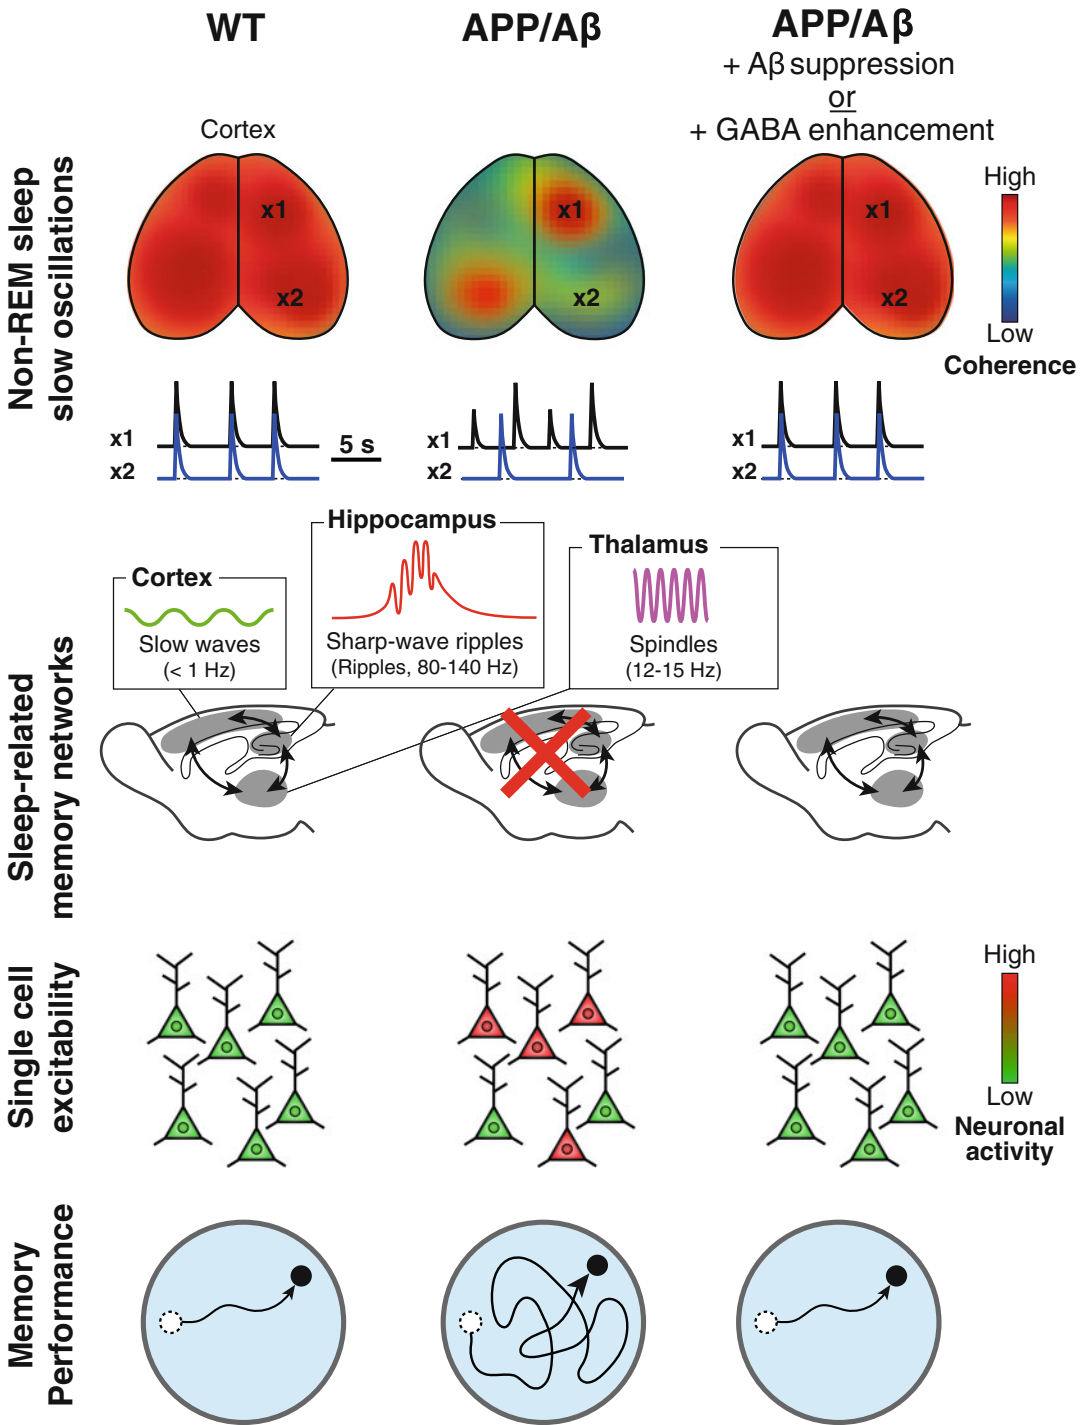 WT
APP/Aβ
APP/Aβ
+ Aβ suppression
or
+ GABA enhancement
Non-REM sleep
slow oscillations
Cortex
x1
x2
x1
x2
x1
x2
High
Low
Coherence
x1
x2
5 s
x1
x2
x1
x2
Sleep-related
memory networks
Cortex
Slow waves
(< 1 Hz)
Hippocampus
Sharp-wave ripples
(Ripples, 80-140 Hz)
Thalamus
Spindles
(12-15 Hz)
Single cell
excitability
High
Low
Neuronal
activity
Memory
Performance